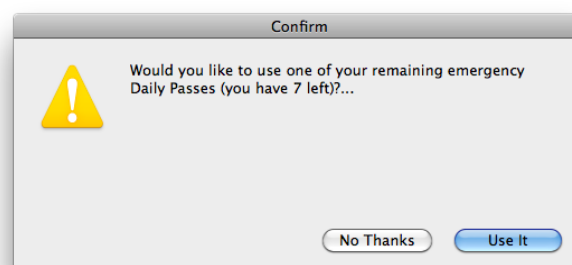 Confirm
Would you like to use one of your remaining emergency
Daily Passes (you have 7 left)?...
No Thanks
Use It